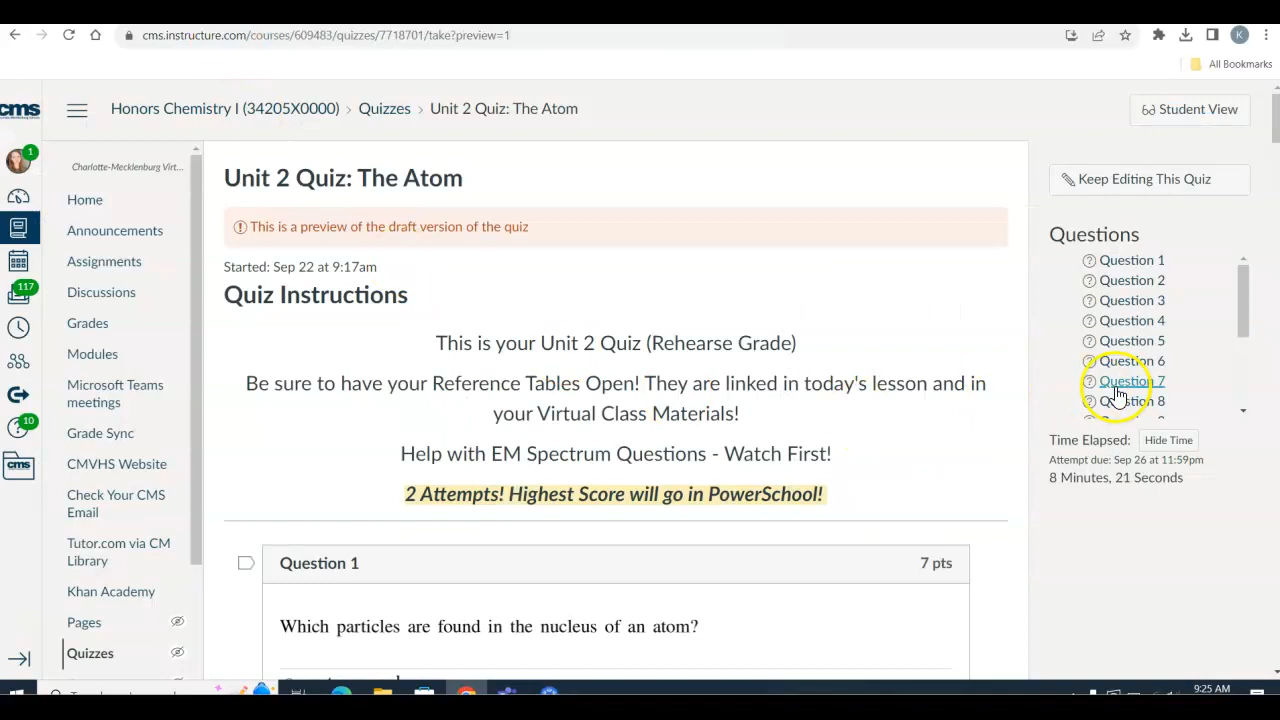 cms.instructure.com/courses/609483/quizzes/7718701/take?preview=1
K
All Bookmarks
cms
Honors Chemistry I (34205X0000) › Quizzes › Unit 2 Quiz: The Atom
Student View
1
117
10
cms
Charlotte-Mecklenburg Virt...
Home
Announcements
Assignments
Discussions
Grades
Modules
Microsoft Teams
meetings
Grade Sync
CMVHS Website
Check Your CMS
Email
Tutor.com via CM
Library
Khan Academy
Pages
Quizzes
Unit 2 Quiz: The Atom
This is a preview of the draft version of the quiz
Started: Sep 22 at 9:17am
Quiz Instructions
This is your Unit 2 Quiz (Rehearse Grade)
Be sure to have your Reference Tables Open! They are linked in today's lesson and in
your Virtual Class Materials!
Help with EM Spectrum Questions - Watch First!
2 Attempts! Highest Score will go in PowerSchool!
Question 1
7 pts
Which particles are found in the nucleus of an atom?
Keep Editing This Quiz
Questions
Question 1
Question 2
Question 3
Question 4
Question 5
Question 6
Question 7
Question 8
Time Elapsed:
Hide Time
Attempt due: Sep 26 at 11:59pm
8 Minutes, 21 Seconds
9:25 AM